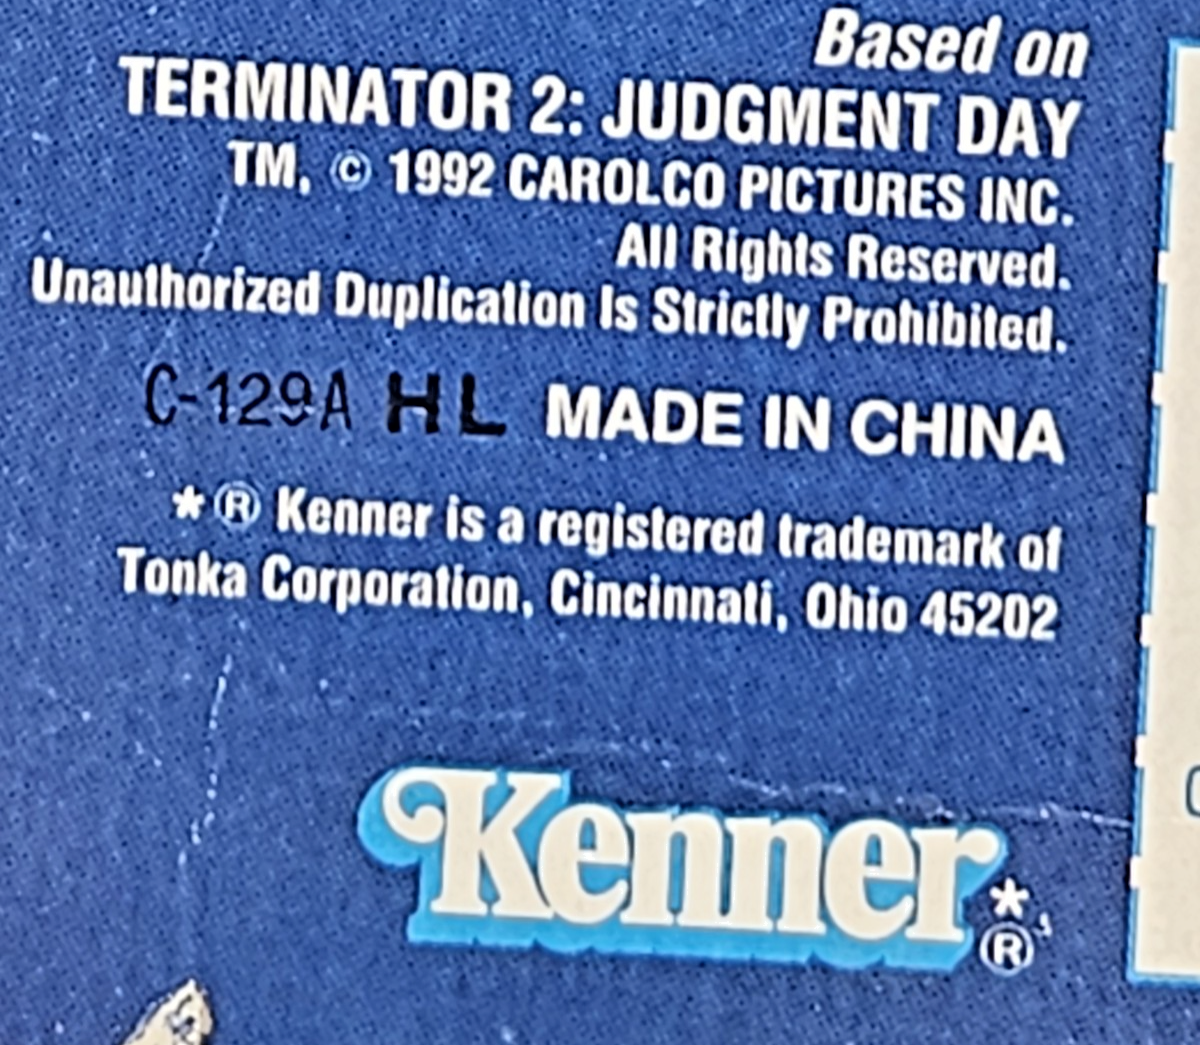 Based on
TERMINATOR 2: JUDGMENT DAY
TM, © 1992 CAROLCO PICTURES INC.
All Rights Reserved.
Unauthorized Duplication Is Strictly Prohibited.
C-129A HL MADE IN CHINA
*® Kenner is a registered trademark of
Tonka Corporation, Cincinnati, Ohio 45202
Kenner*®